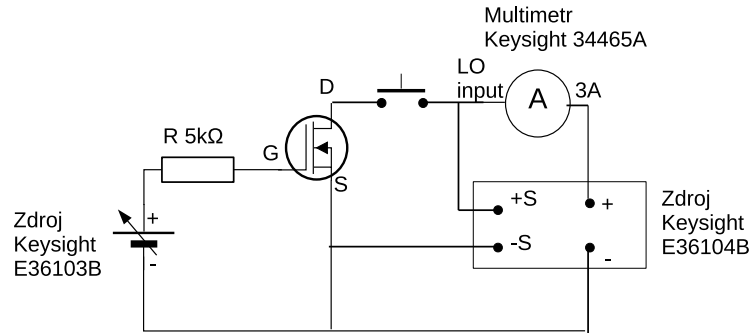 Multimetr
Keysight 34465A
LO
input
A
3A
D
R 5kΩ
G
S
+S
-S
+
-
Zdroj
Keysight
E36104B
Zdroj
Keysight
E36103B
+
-